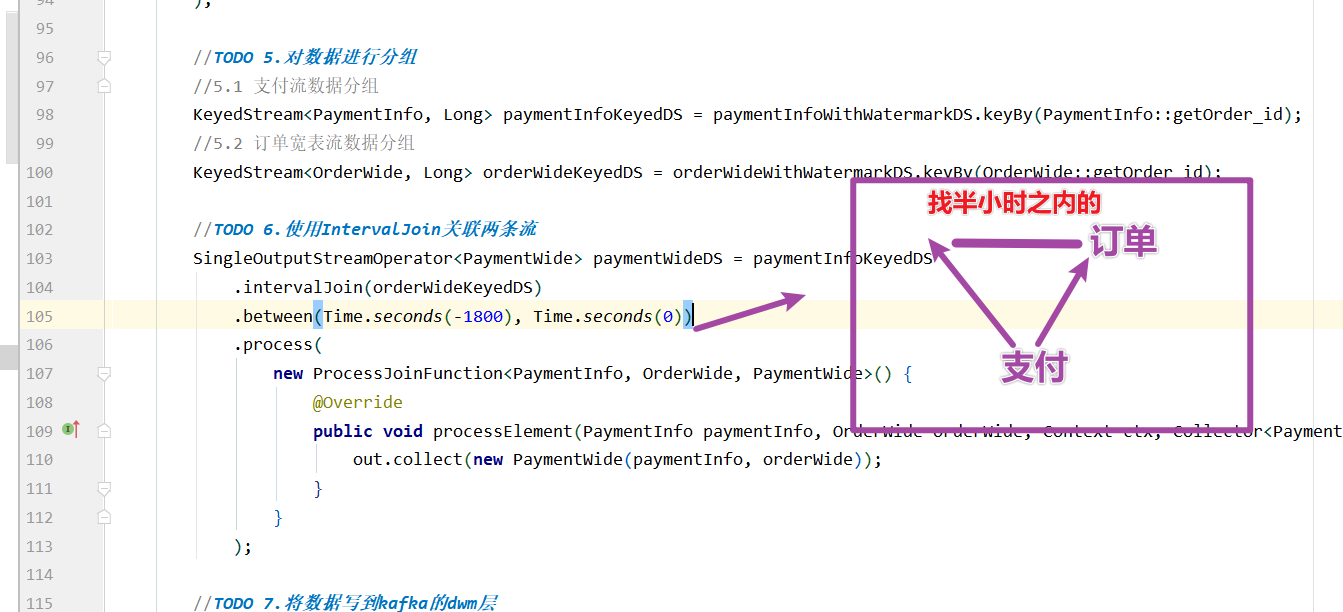 94 );
95
96 //TODO 5.对数据进行分组
97 //5.1 支付流数据分组
98 KeyedStream<PaymentInfo, Long> paymentInfoKeyedDS = paymentInfoWithWatermarkDS.keyBy(PaymentInfo::getOrder_id);
99 //5.2 订单宽表流数据分组
100 KeyedStream<OrderWide, Long> orderWideKeyedDS = orderWideWithWatermarkDS.keyBy(OrderWide::getOrder_id);
101 找半小时之内的
102 //TODO 6.使用IntervalJoin关联两条流
订单
103 SingleOutputStreamOperator<PaymentWide> paymentWideDS = paymentInfoKeyedDS
104 .intervalJoin(orderWideKeyedDS)
105 .between(Time.seconds(-1800), Time.seconds(0))
106 .process(
支付
107 new ProcessJoinFunction<PaymentInfo, OrderWide, PaymentWide>() {
108 @Override
109 public void processElement(PaymentInfo paymentInfo, OrderWide orderWide, Context ctx, Collector<Payment
110 out.collect(new PaymentWide(paymentInfo, orderWide));
111 }
112 }
113 );
114
115 //TODO 7.将数据写到kafka的dwm层